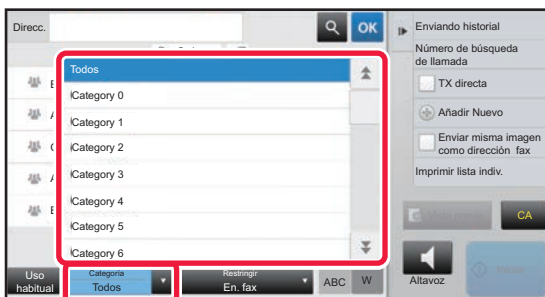 Direcc.
OK
Todos
Category 0
Category 1
Category 2
Category 3
Category 4
Category 5
Category 6
Uso
habitual
Categoría
Todos
Restringir
En. fax
ABC
W
Enviando historial
Número de búsqueda
de llamada
TX directa
Añadir Nuevo
Enviar misma imagen
como dirección fax
Imprimir lista indiv.
CA
Altavoz